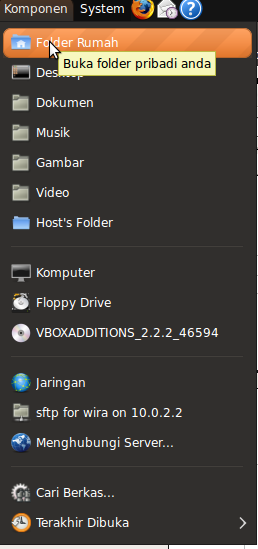 Komponen System
Folder Rumah
Buka folder pribadi anda
Desktop
Dokumen
Musik
Gambar
Video
Host's Folder
Komputer
Floppy Drive
VBOXADDITIONS_2.2.2_46594
Jaringan
sftp for wira on 10.0.2.2
Menghubungi Server...
Cari Berkas...
Terakhir Dibuka